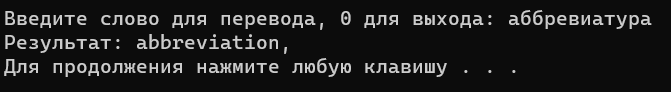 Введите слово для перевода, 0 для выхода: аббревиатура
Результат: abbreviation,
Для продолжения нажмите любую клавишу . . .